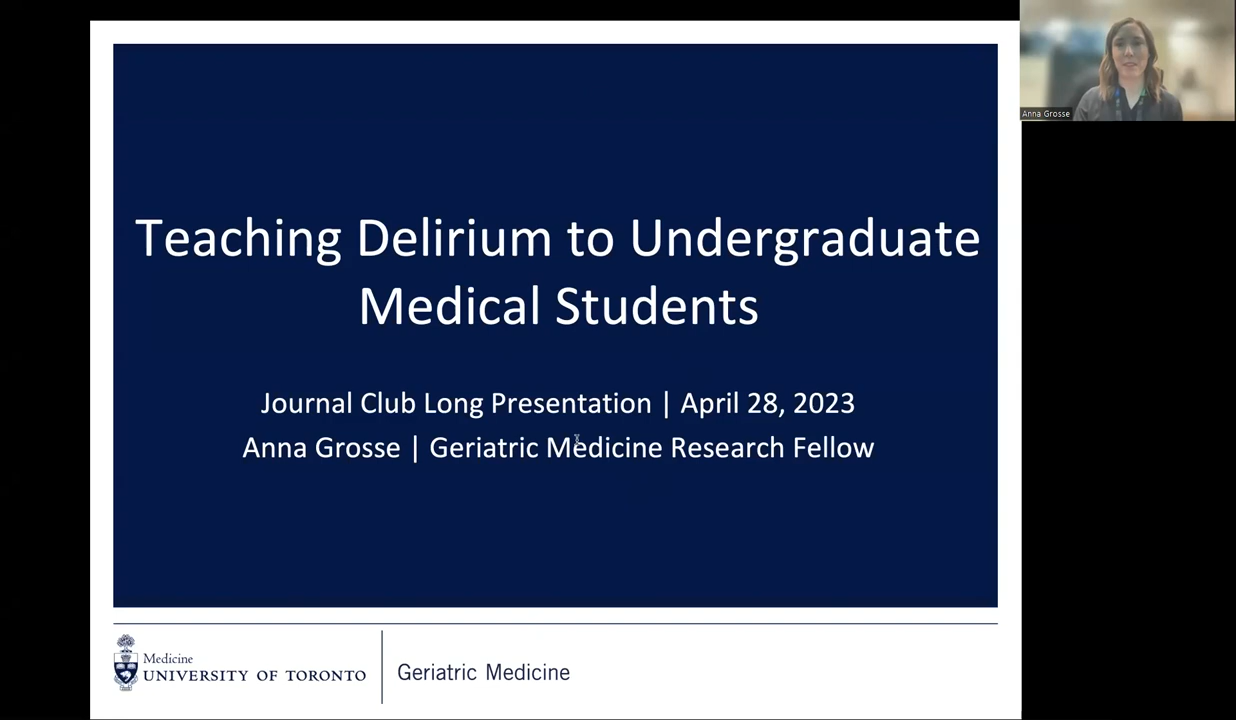 Anna Grosse
Teaching Delirium to Undergraduate
Medical Students
Journal Club Long Presentation | April 28, 2023
Anna Grosse | Geriatric Medicine Research Fellow
Medicine
UNIVERSITY OF TORONTO
Geriatric Medicine